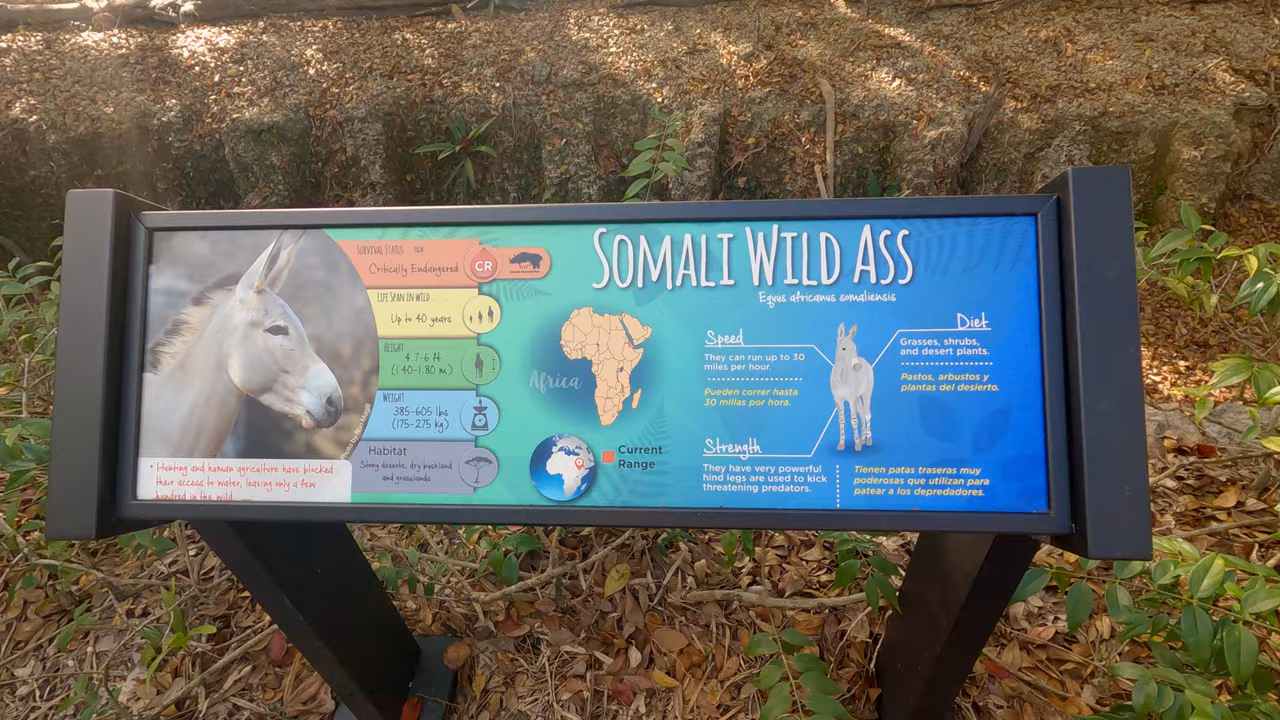 SOMALI WILD ASS
Equus africanus somaliensis
SURVIVAL STATUS
Critically Endangered
CR
LIFE SPAN IN WILD
Up to 40 years
HEIGHT
4.7-6 ft
(1.40-1.80 m)
WEIGHT
385-605 lbs
(175-275 kg)
Habitat
Stony deserts, dry bushland
and grasslands
• Hunting and human agriculture have blocked
their access to water, leaving only a few
hundred in the wild
Africa
Current
Range
Speed
They can run up to 30
miles per hour.
Pueden correr hasta
30 millas por hora.
Diet
Grasses, shrubs,
and desert plants.
Pastos, arbustos y
plantas del desierto.
Strength
They have very powerful
hind legs are used to kick
threatening predators.
Tienen patas traseras muy
poderosas que utilizan para
patear a los depredadores.